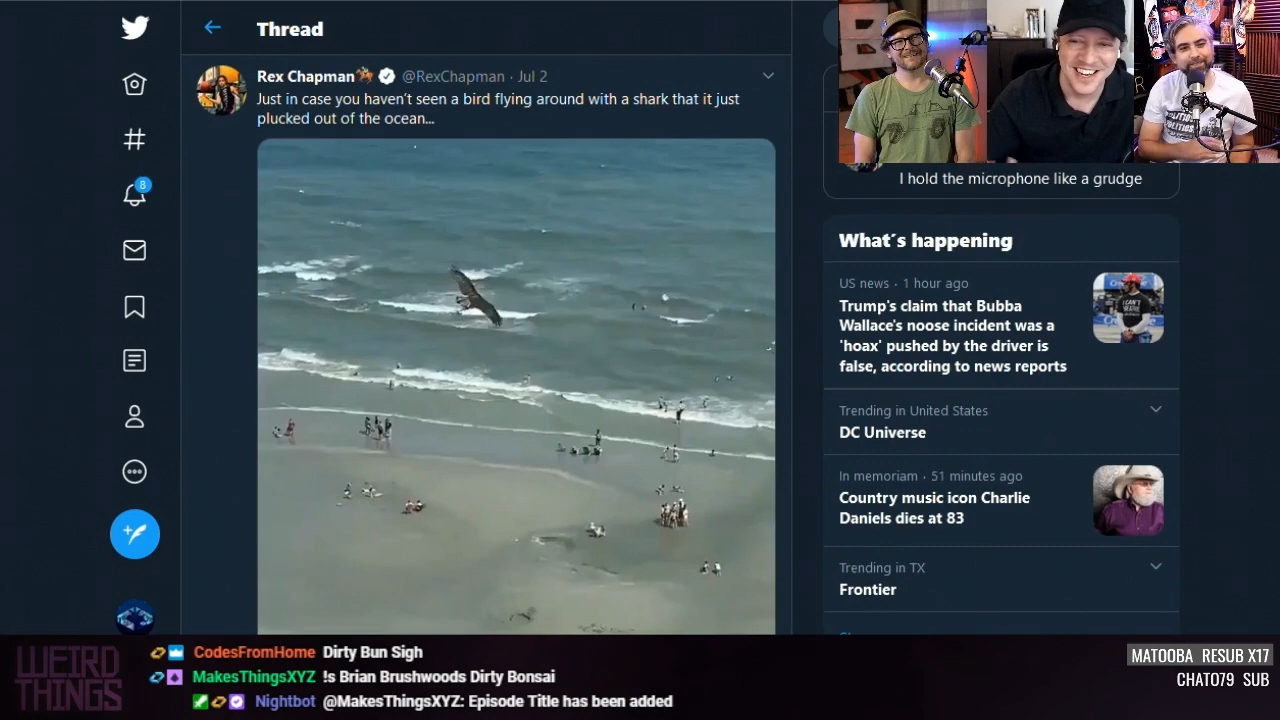 Thread
Rex Chapman @RexChapman · Jul 2
Just in case you haven't seen a bird flying around with a shark that it just
plucked out of the ocean...
8
I hold the microphone like a grudge
What´s happening
US news · 1 hour ago
Trump's claim that Bubba
Wallace's noose incident was a
'hoax' pushed by the driver is
false, according to news reports
Trending in United States
DC Universe
In memoriam · 51 minutes ago
Country music icon Charlie
Daniels dies at 83
Trending in TX
Frontier
WEIRD
THINGS
CodesFromHome Dirty Bun Sigh
MakesThingsXYZ !s Brian Brushwoods Dirty Bonsai
Nightbot @MakesThingsXYZ: Episode Title has been added
MATOOBA RESUB X17
CHATO79 SUB